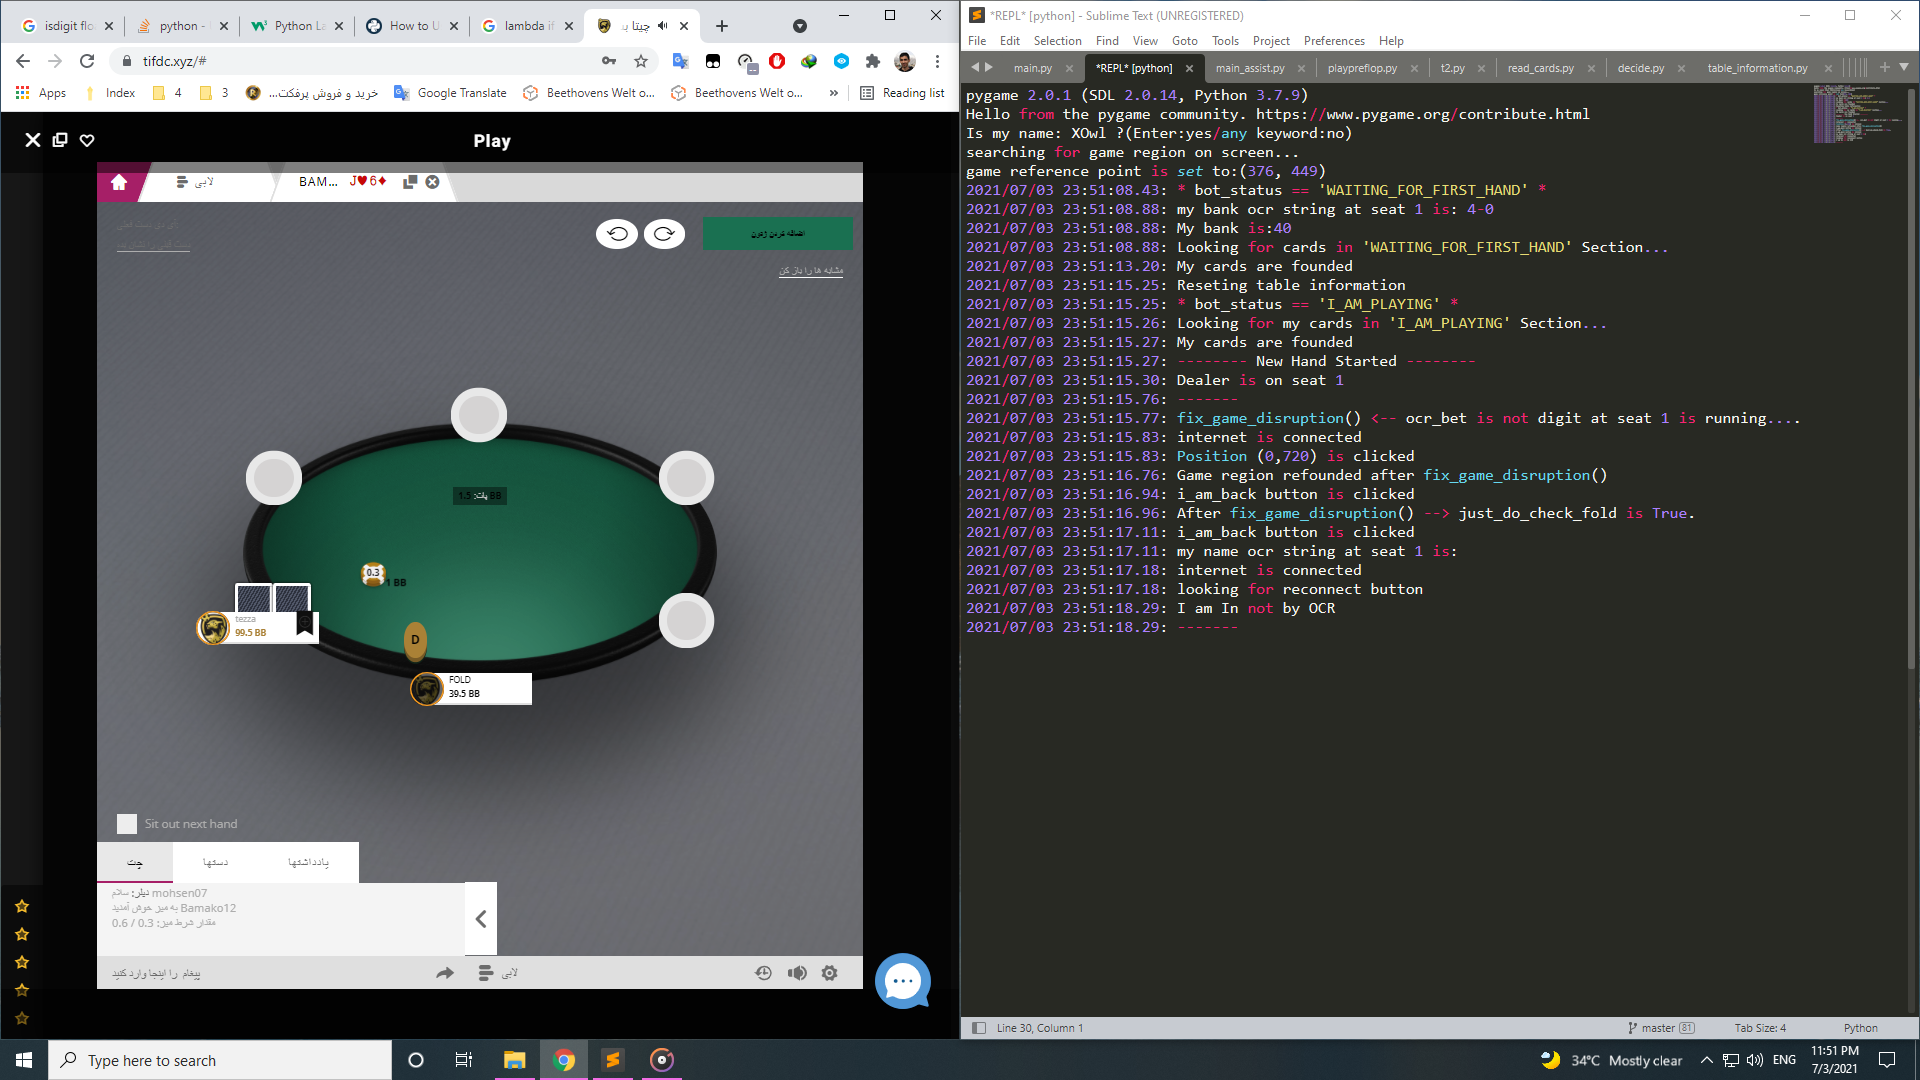 isdigit flo
python -
Python La
How to U
lambda if
چیتا ب
tifdc.xyz/#
Apps
Index
4
3
خرید و فروش پرفکت...
Google Translate
Beethovens Welt o...
Beethovens Welt o...
»
Reading list
Play
لابی
BAM... J♥6♦
اضافه کردن ژتون
مشابه ها را باز کن
پات: 1.5 BB
0.3
1 BB
tezza
99.5 BB
D
FOLD
39.5 BB
Sit out next hand
چت
دستها
یادداشتها
دیلر: سلام mohsen07
Bamako12 به میز خوش آمدید
مقدار شرط میز: 0.3 / 0.6
پیغام را اینجا وارد کنید
لابی
*REPL* [python] - Sublime Text (UNREGISTERED)
File Edit Selection Find View Goto Tools Project Preferences Help
main.py
*REPL* [python]
main_assist.py
playpreflop.py
t2.py
read_cards.py
decide.py
table_information.py
pygame 2.0.1 (SDL 2.0.14, Python 3.7.9)
Hello from the pygame community. https://www.pygame.org/contribute.html
Is my name: XOwl ?(Enter:yes/any keyword:no)
searching for game region on screen...
game reference point is set to:(376, 449)
2021/07/03 23:51:08.43: * bot_status == 'WAITING_FOR_FIRST_HAND' *
2021/07/03 23:51:08.88: my bank ocr string at seat 1 is: 4-0
2021/07/03 23:51:08.88: My bank is:40
2021/07/03 23:51:08.88: Looking for cards in 'WAITING_FOR_FIRST_HAND' Section...
2021/07/03 23:51:13.20: My cards are founded
2021/07/03 23:51:15.25: Reseting table information
2021/07/03 23:51:15.25: * bot_status == 'I_AM_PLAYING' *
2021/07/03 23:51:15.26: Looking for my cards in 'I_AM_PLAYING' Section...
2021/07/03 23:51:15.27: My cards are founded
2021/07/03 23:51:15.27: -------- New Hand Started --------
2021/07/03 23:51:15.30: Dealer is on seat 1
2021/07/03 23:51:15.76: -------
2021/07/03 23:51:15.77: fix_game_disruption() <-- ocr_bet is not digit at seat 1 is running....
2021/07/03 23:51:15.83: internet is connected
2021/07/03 23:51:15.83: Position (0,720) is clicked
2021/07/03 23:51:16.76: Game region refounded after fix_game_disruption()
2021/07/03 23:51:16.94: i_am_back button is clicked
2021/07/03 23:51:16.96: After fix_game_disruption() --> just_do_check_fold is True.
2021/07/03 23:51:17.11: i_am_back button is clicked
2021/07/03 23:51:17.11: my name ocr string at seat 1 is:
2021/07/03 23:51:17.18: internet is connected
2021/07/03 23:51:17.18: looking for reconnect button
2021/07/03 23:51:18.29: I am In not by OCR
2021/07/03 23:51:18.29: -------
Line 30, Column 1
master 81
Tab Size: 4
Python
Type here to search
34°C Mostly clear
ENG
11:51 PM
7/3/2021